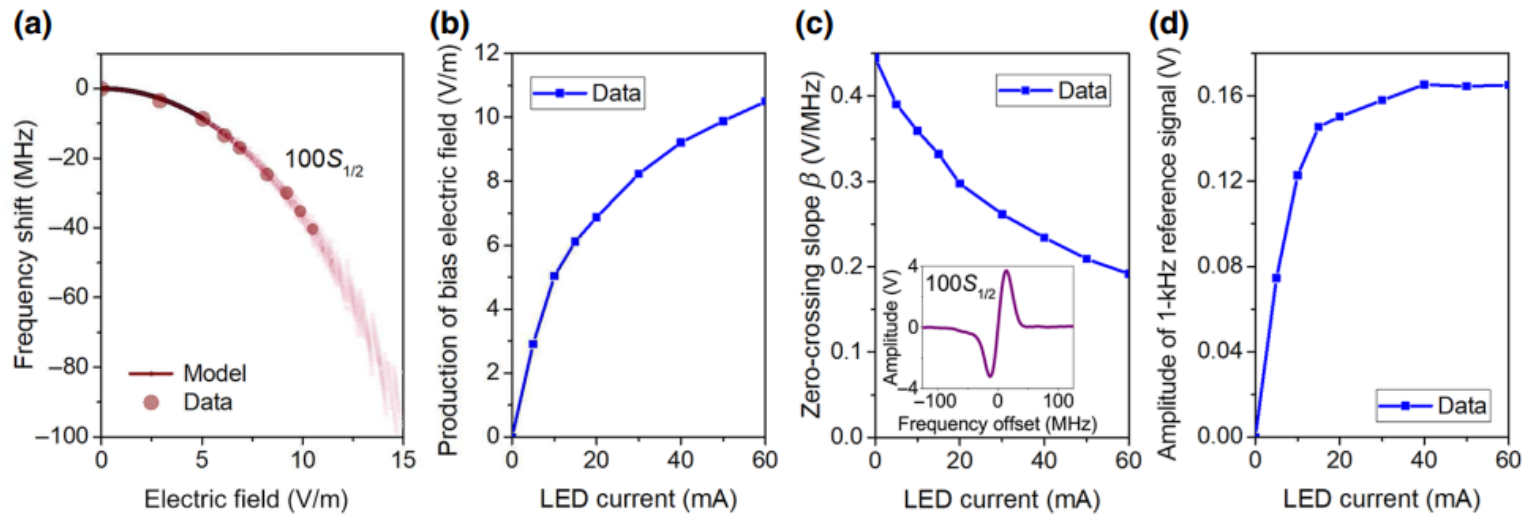 (a)
Frequency shift (MHz)
0
−20
−40
−60
−80
−100
100S1/2
Model
Data
0
5
10
15
Electric field (V/m)
(b)
Production of bias electric field (V/m)
12
10
8
6
4
2
0
Data
0
20
40
60
LED current (mA)
(c)
Zero-crossing slope β (V/MHz)
0.4
0.3
0.2
0.1
0.0
Data
100S1/2
Amplitude (V)
4
0
−4
−100
0
100
Frequency offset (MHz)
0
20
40
60
LED current (mA)
(d)
Amplitude of 1-kHz reference signal (V)
0.16
0.12
0.08
0.04
0.00
Data
0
20
40
60
LED current (mA)